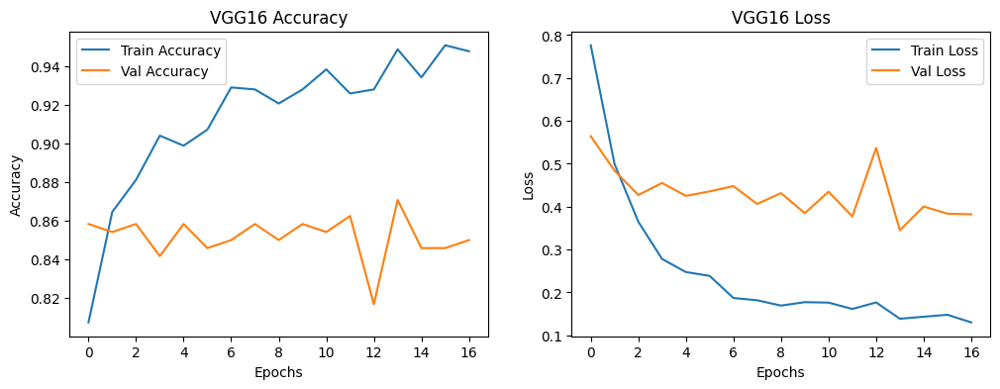 VGG16 Accuracy
Train Accuracy
Val Accuracy
Accuracy
0.94
0.92
0.90
0.88
0.86
0.84
0.82
0 2 4 6 8 10 12 14 16
Epochs
VGG16 Loss
Train Loss
Val Loss
Loss
0.8
0.7
0.6
0.5
0.4
0.3
0.2
0.1
0 2 4 6 8 10 12 14 16
Epochs